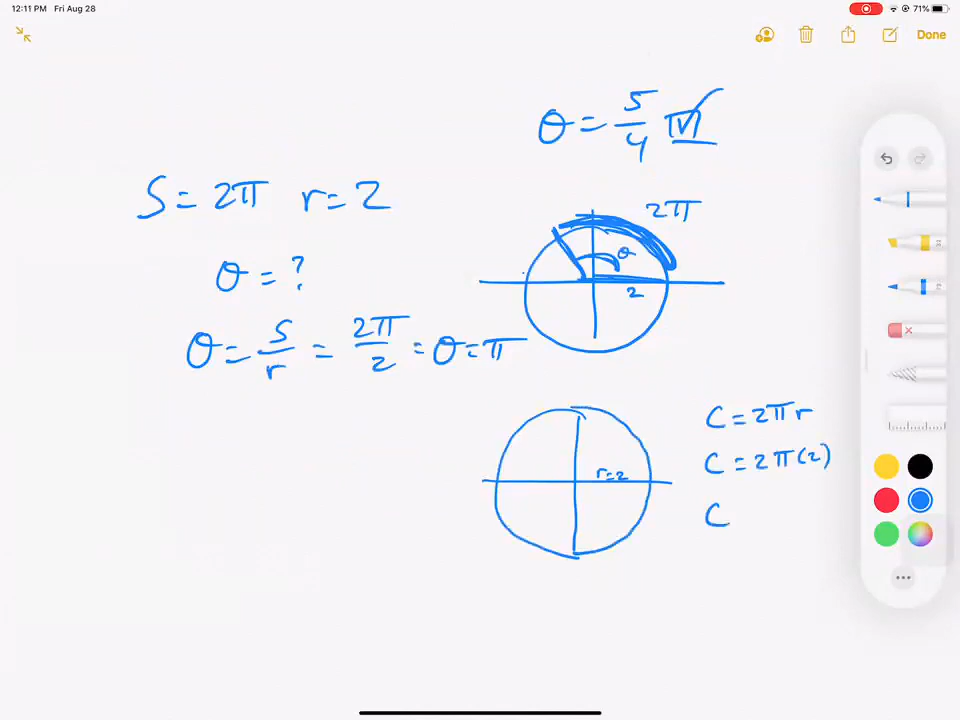 12:11 PM Fri Aug 28
71%
Done
θ = 5/4 π
S = 2π r = 2
2π
θ
2
θ = ?
θ = s/r = 2π/2 = θ = π
C = 2πr
C = 2π(2)
r=2
C